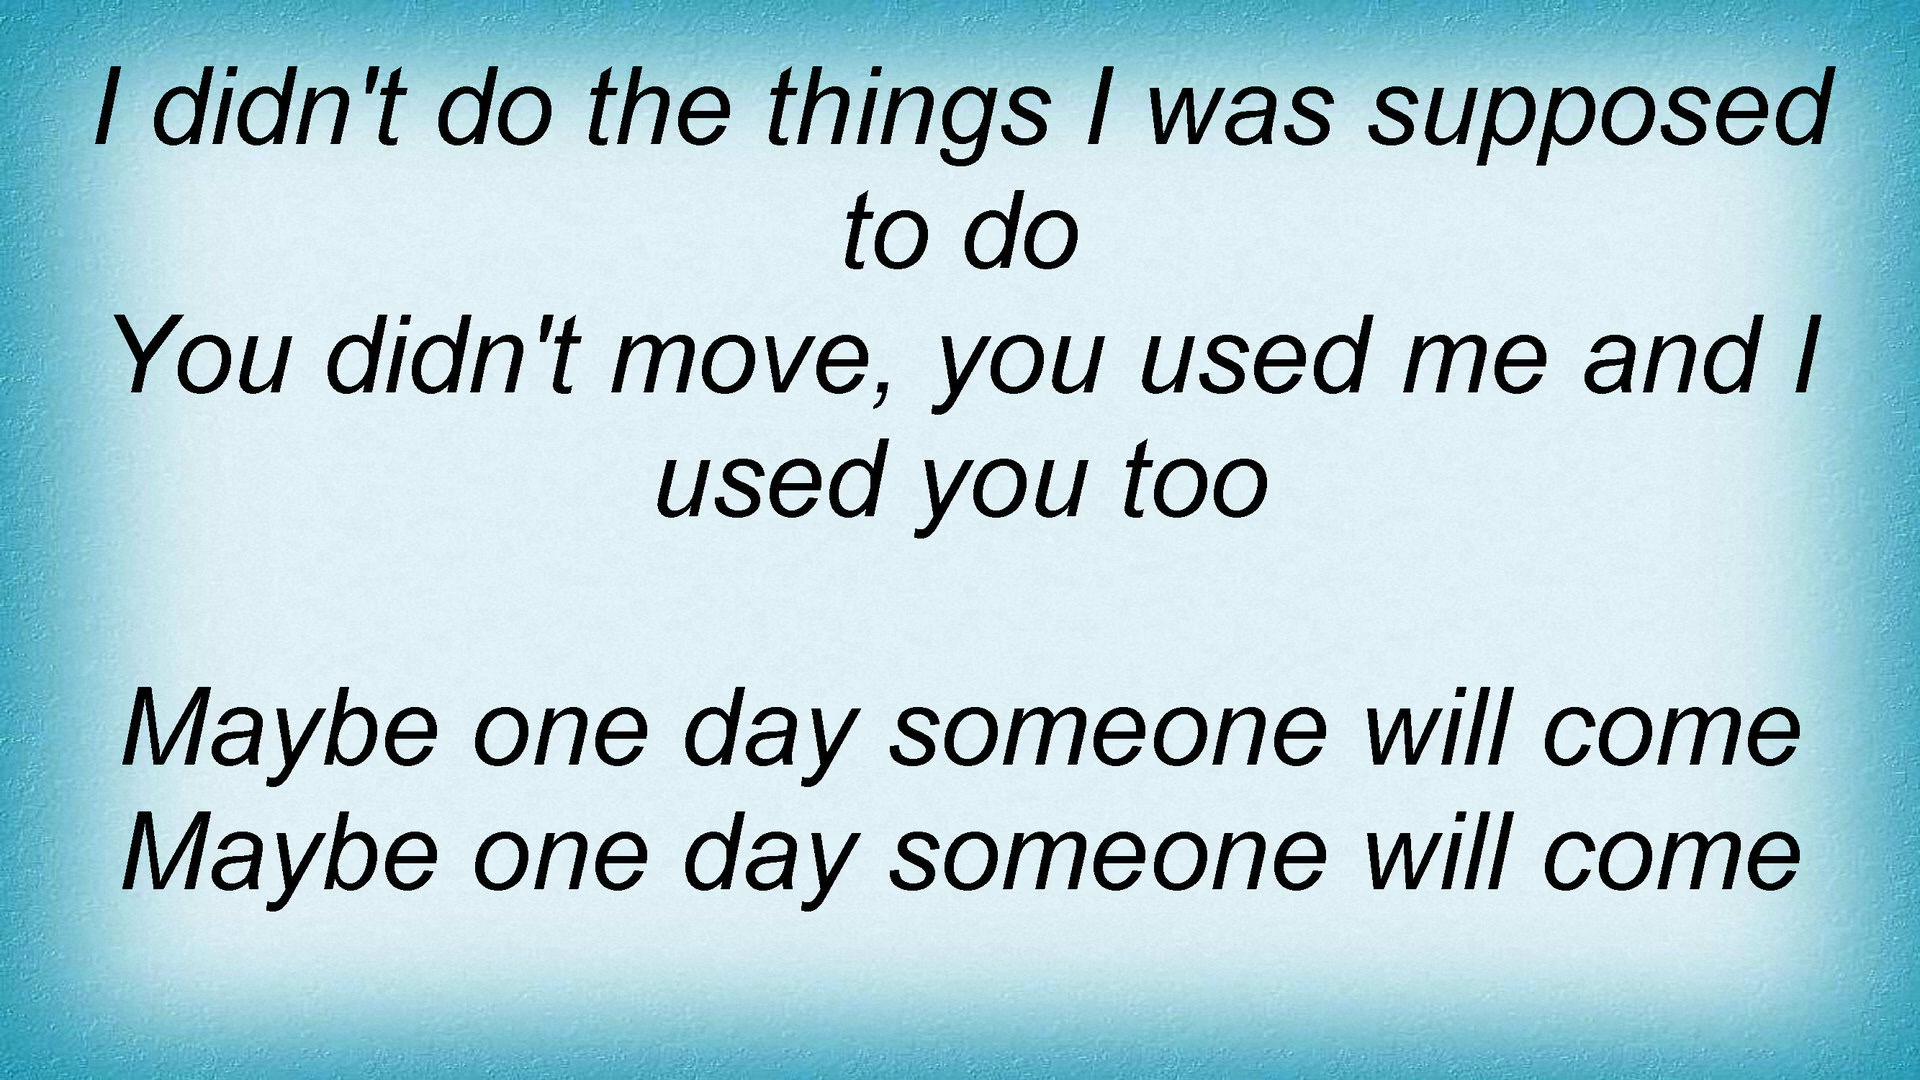 I didn't do the things I was supposed
to do
You didn't move, you used me and I
used you too
Maybe one day someone will come
Maybe one day someone will come